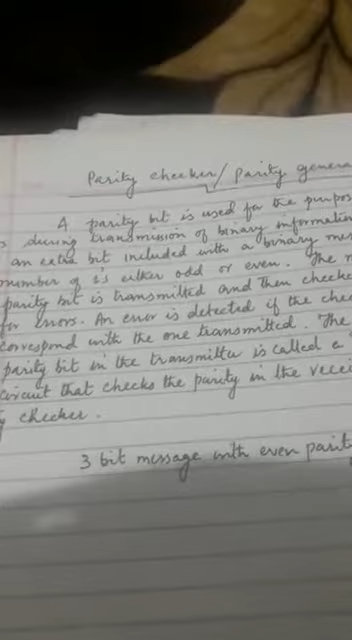 Parity checker/ Parity genera
A parity bit is used for the purpos
s during transmission of binary information
an extra bit included with a binary mes
number of 1's either odd or even. The m
parity bit is transmitted and then checke
for errors. An error is detected if the chec
correspond with the one transmitted. The
parity bit in the transmitter is called a
circuit that checks the parity in the recei
y checker.
3 bit message with even parit